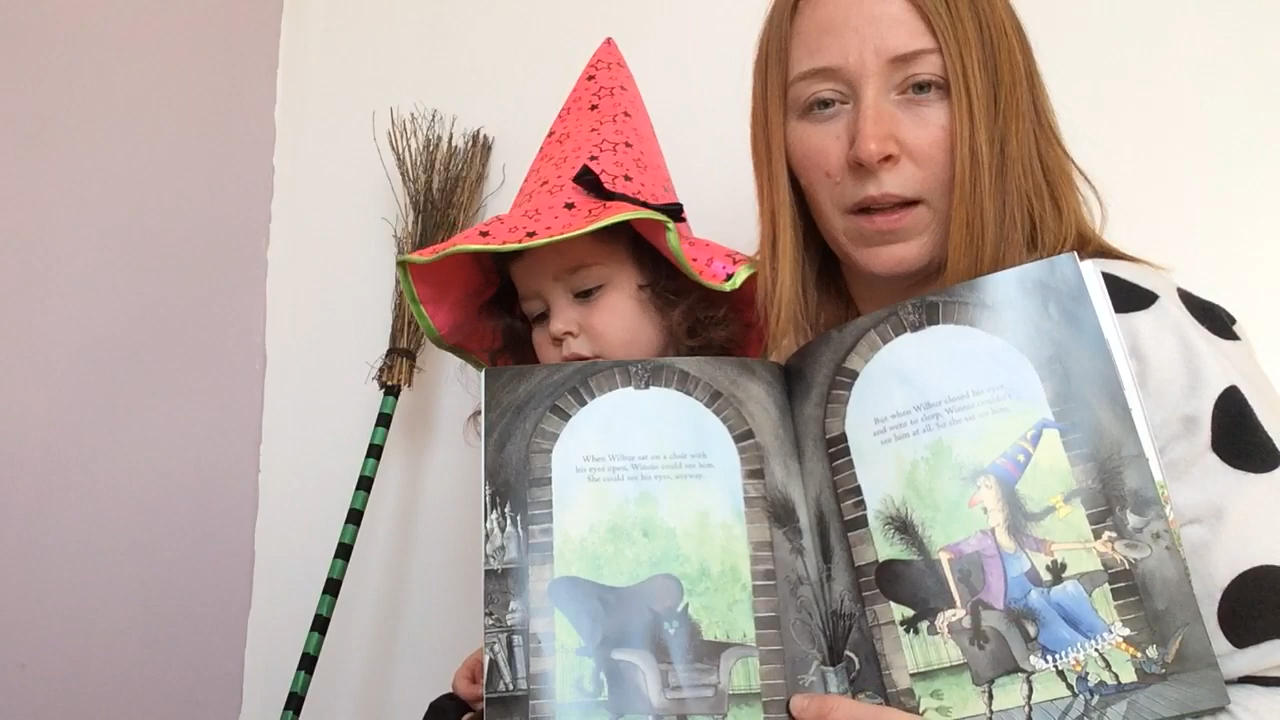 When Wilbur sat on a chair with
his eyes open, Winnie could see him.
She could see his eyes, anyway.
But when Wilbur closed his eyes
and went to sleep, Winnie couldn't
see him at all. So she sat on him.